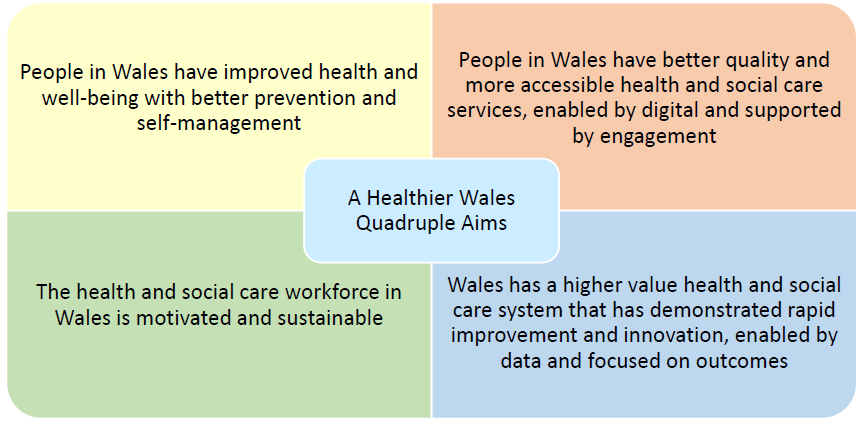 People in Wales have improved health and
well-being with better prevention and
self-management
People in Wales have better quality and
more accessible health and social care
services, enabled by digital and supported
by engagement
A Healthier Wales
Quadruple Aims
The health and social care workforce in
Wales is motivated and sustainable
Wales has a higher value health and social
care system that has demonstrated rapid
improvement and innovation, enabled by
data and focused on outcomes